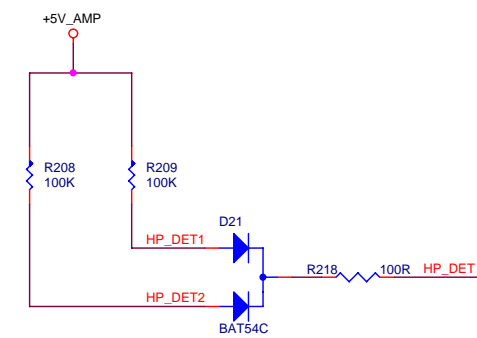 +5V_AMP
R208
100K
R209
100K
D21
HP_DET1
R218
100R
HP_DET
HP_DET2
BAT54C